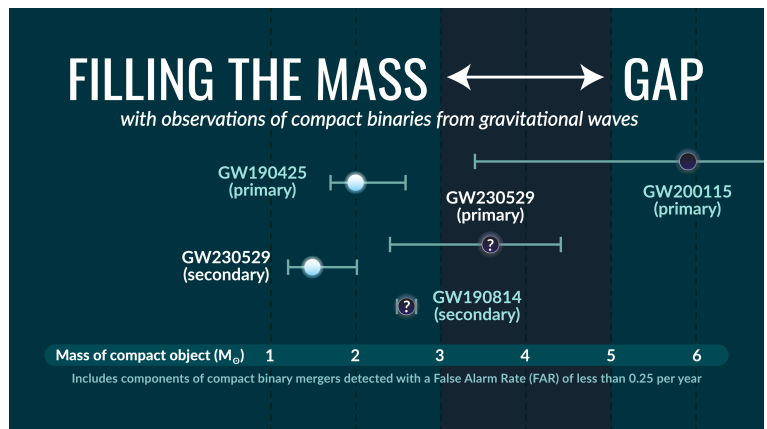 FILLING THE MASS GAP
with observations of compact binaries from gravitational waves
GW190425
(primary)
GW200115
(primary)
GW230529
(primary)
?
GW230529
(secondary)
?
GW190814
(secondary)
Mass of compact object (M☉) 1 2 3 4 5 6
Includes components of compact binary mergers detected with a False Alarm Rate (FAR) of less than 0.25 per year